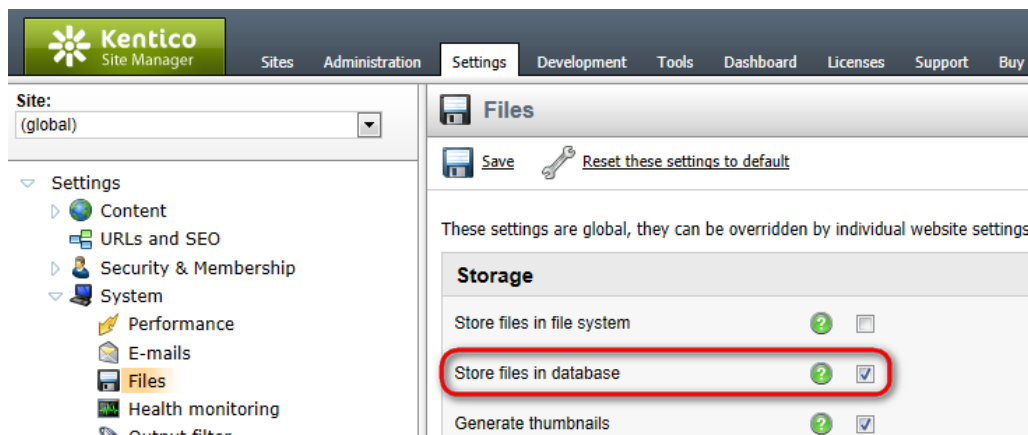 Kentico
Site Manager
Sites Administration Settings Development Tools Dashboard Licenses Support Buy
Site:
(global)
Settings
Content
URLs and SEO
Security & Membership
System
Performance
E-mails
Files
Health monitoring
Output filter
Files
Save Reset these settings to default
These settings are global, they can be overridden by individual website settings
Storage
Store files in file system
Store files in database
Generate thumbnails